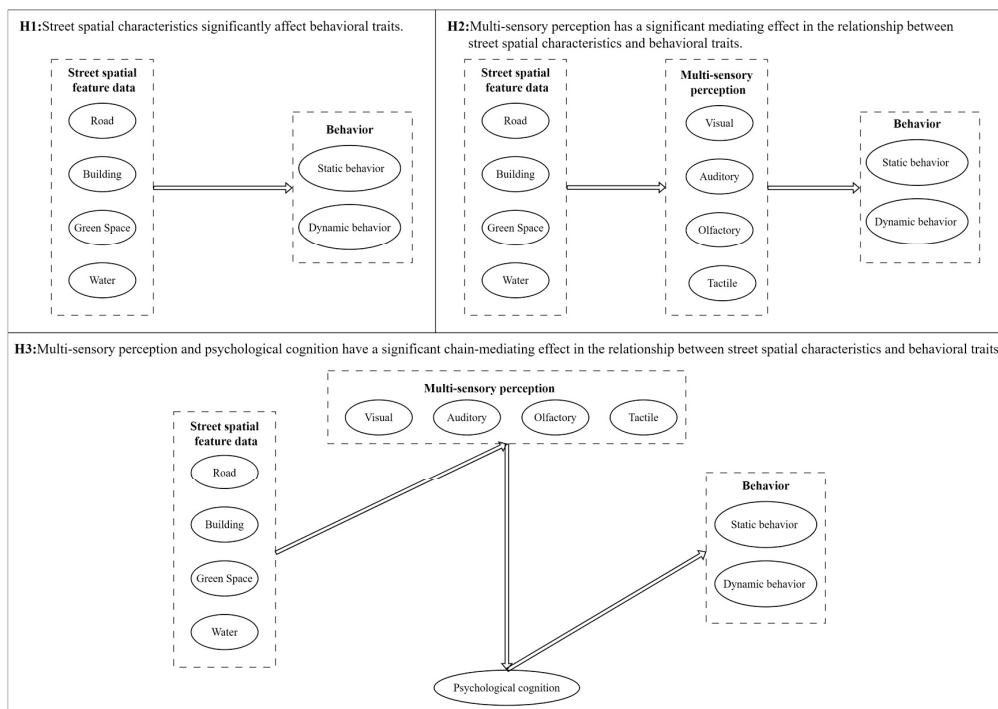 H1:Street spatial characteristics significantly affect behavioral traits.
Street spatial
feature data
Road
Building
Green Space
Water
Behavior
Static behavior
Dynamic behavior
H2:Multi-sensory perception has a significant mediating effect in the relationship between
street spatial characteristics and behavioral traits.
Street spatial
feature data
Road
Building
Green Space
Water
Multi-sensory
perception
Visual
Auditory
Olfactory
Tactile
Behavior
Static behavior
Dynamic behavior
H3:Multi-sensory perception and psychological cognition have a significant chain-mediating effect in the relationship between street spatial characteristics and behavioral traits
Multi-sensory perception
Visual
Auditory
Olfactory
Tactile
Street spatial
feature data
Road
Building
Green Space
Water
Behavior
Static behavior
Dynamic behavior
Psychological cognition